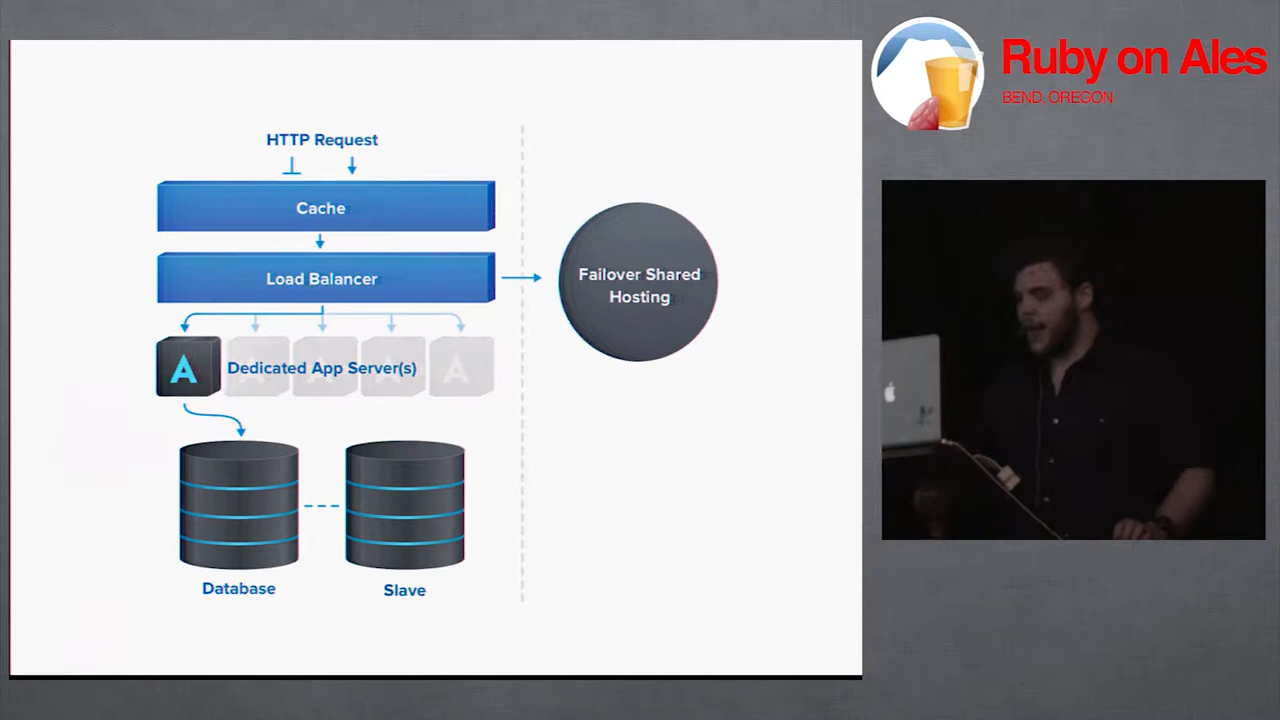 Ruby on Ales
BEND, OREGON
HTTP Request
Cache
Load Balancer
Failover Shared
Hosting
A
Dedicated App Server(s)
A
A
A
A
Database
Slave